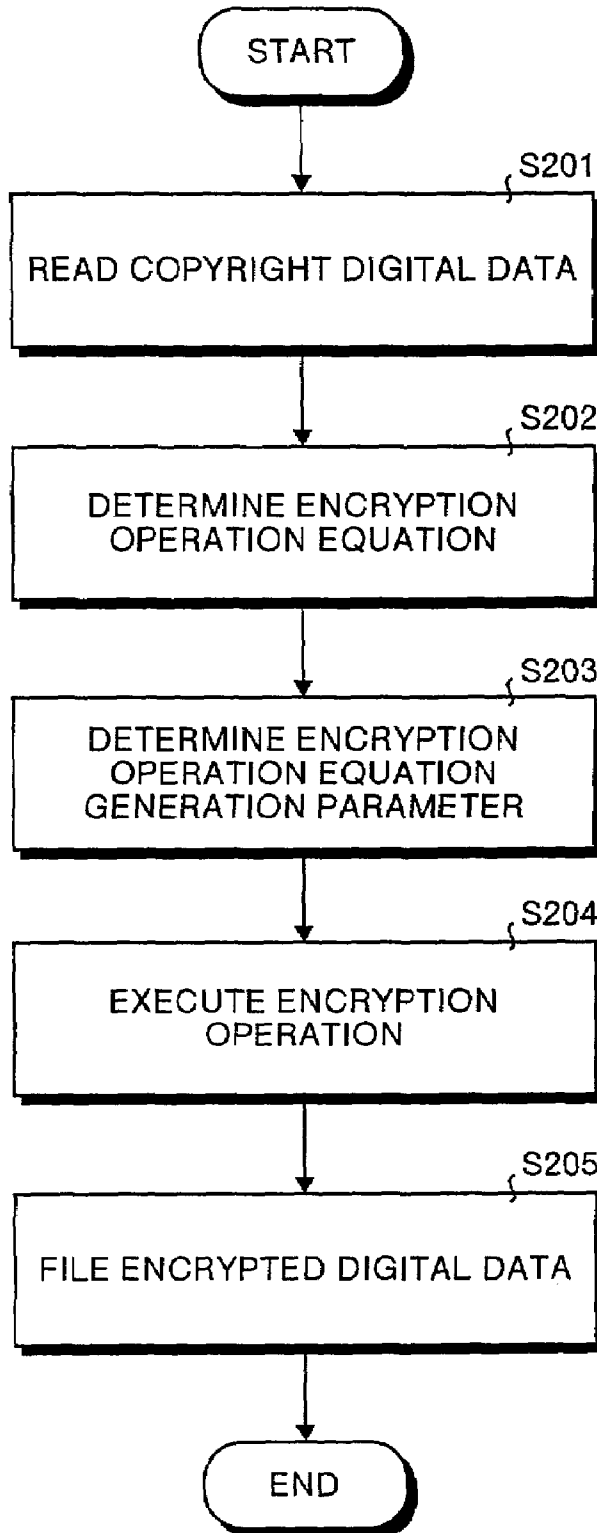 START
S201
READ COPYRIGHT DIGITAL DATA
S202
DETERMINE ENCRYPTION
OPERATION EQUATION
S203
DETERMINE ENCRYPTION
OPERATION EQUATION
GENERATION PARAMETER
S204
EXECUTE ENCRYPTION
OPERATION
S205
FILE ENCRYPTED DIGITAL DATA
END